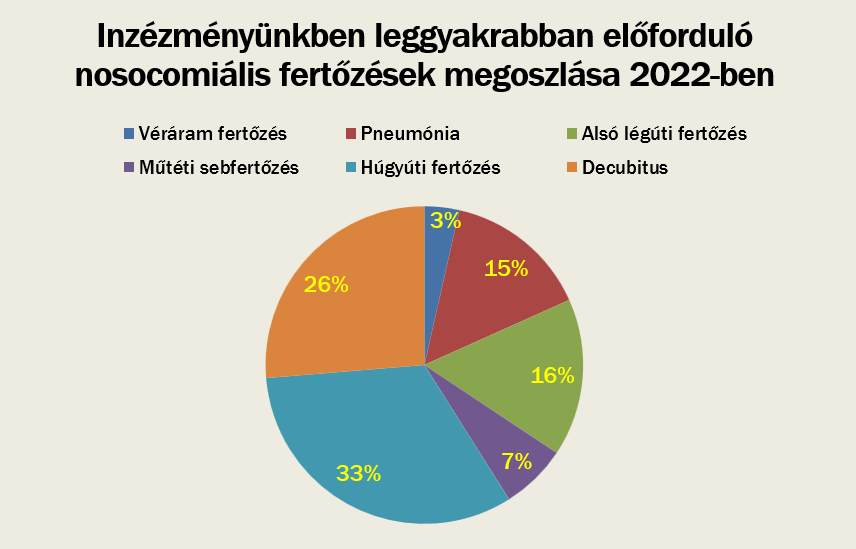 Inzézményünkben leggyakrabban előforduló
nosocomiális fertőzések megoszlása 2022-ben
Véráram fertőzés Pneumónia Alsó légúti fertőzés
Műtéti sebfertőzés Húgyúti fertőzés Decubitus
3%
15%
26%
16%
7%
33%